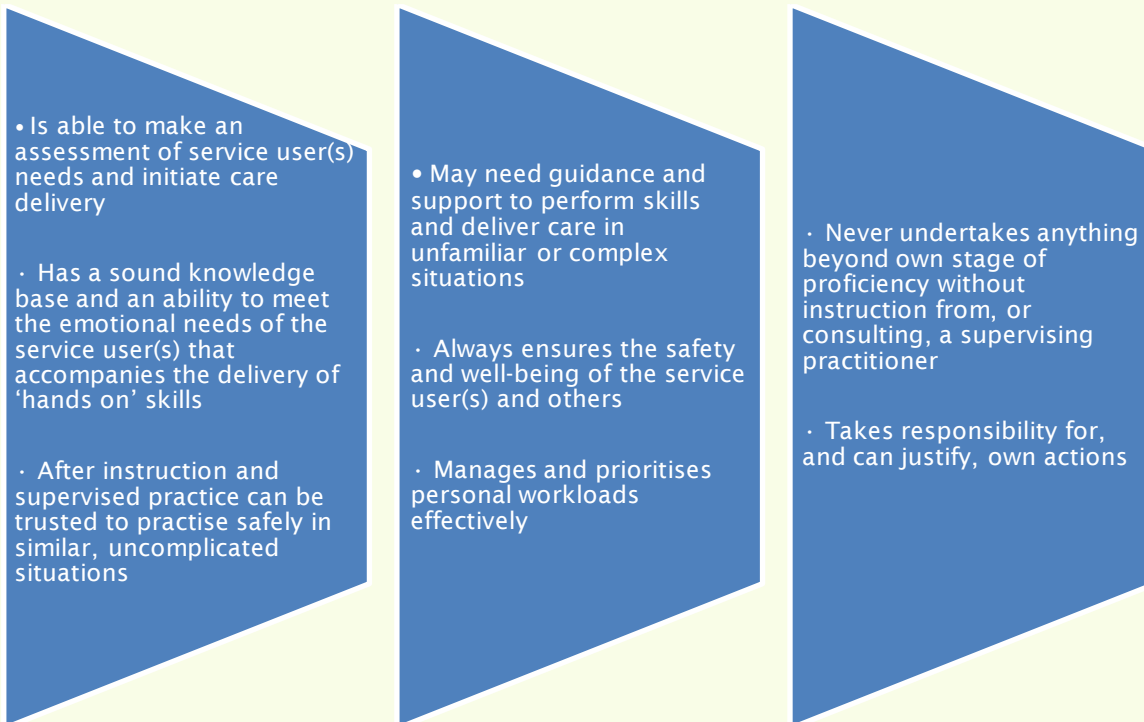 • Is able to make an
assessment of service user(s)
needs and initiate care
delivery
· Has a sound knowledge
base and an ability to meet
the emotional needs of the
service user(s) that
accompanies the delivery of
‘hands on’ skills
· After instruction and
supervised practice can be
trusted to practise safely in
similar, uncomplicated
situations
• May need guidance and
support to perform skills
and deliver care in
unfamiliar or complex
situations
· Always ensures the safety
and well-being of the service
user(s) and others
· Manages and prioritises
personal workloads
effectively
· Never undertakes anything
beyond own stage of
proficiency without
instruction from, or
consulting, a supervising
practitioner
· Takes responsibility for,
and can justify, own actions